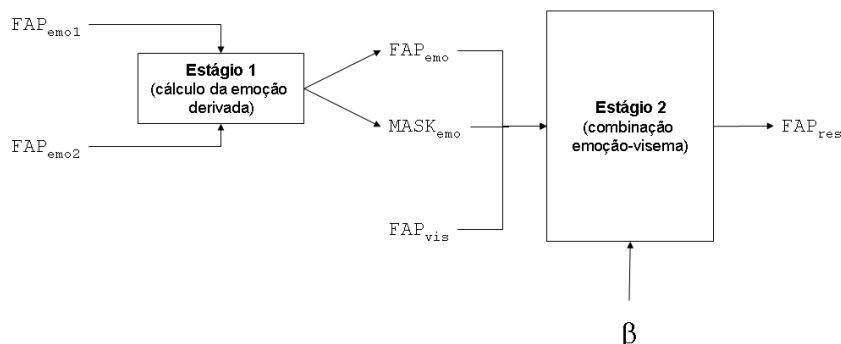 FAPemo1
Estágio 1
(cálculo da emoção
derivada)
FAPemo2
FAPemo
MASKemo
FAPvis
Estágio 2
(combinação
emoção-visema)
FAPres
β